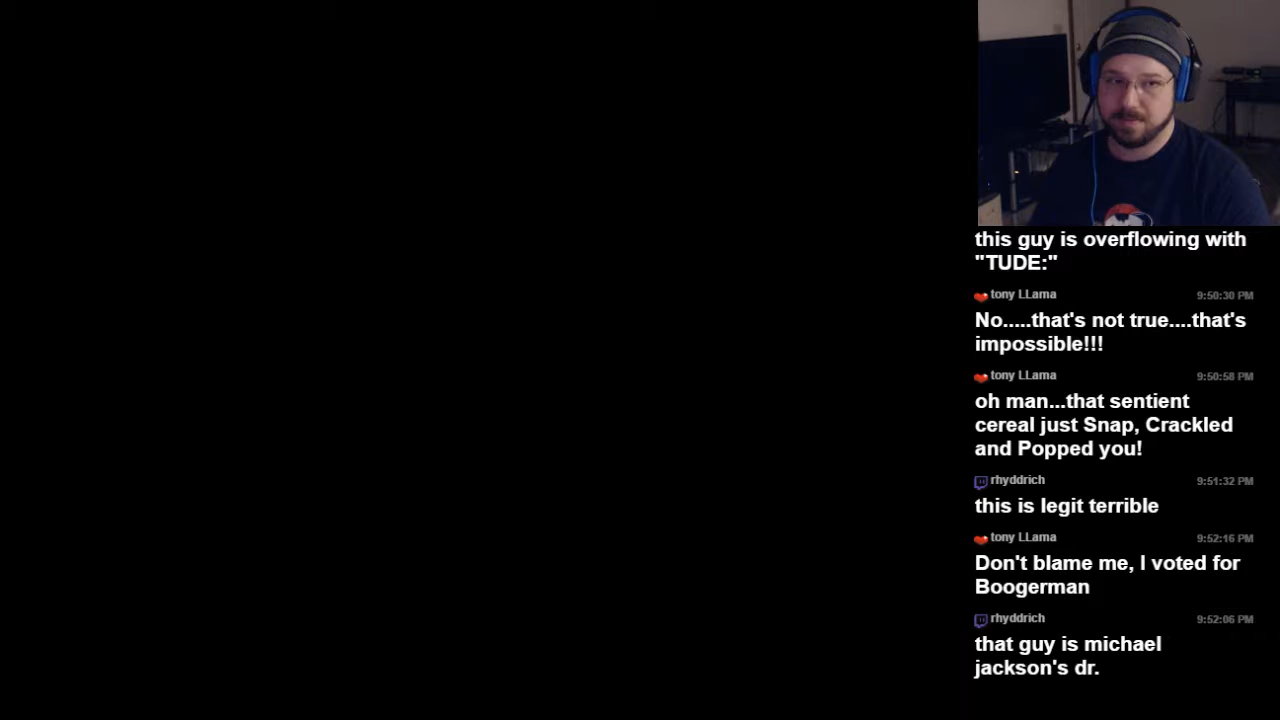 this guy is overflowing with
"TUDE:"
tony LLama 9:50:30 PM
No.....that's not true....that's
impossible!!!
tony LLama 9:50:58 PM
oh man...that sentient
cereal just Snap, Crackled
and Popped you!
rhyddrich 9:51:32 PM
this is legit terrible
tony LLama 9:52:16 PM
Don't blame me, I voted for
Boogerman
rhyddrich 9:52:06 PM
that guy is michael
jackson's dr.